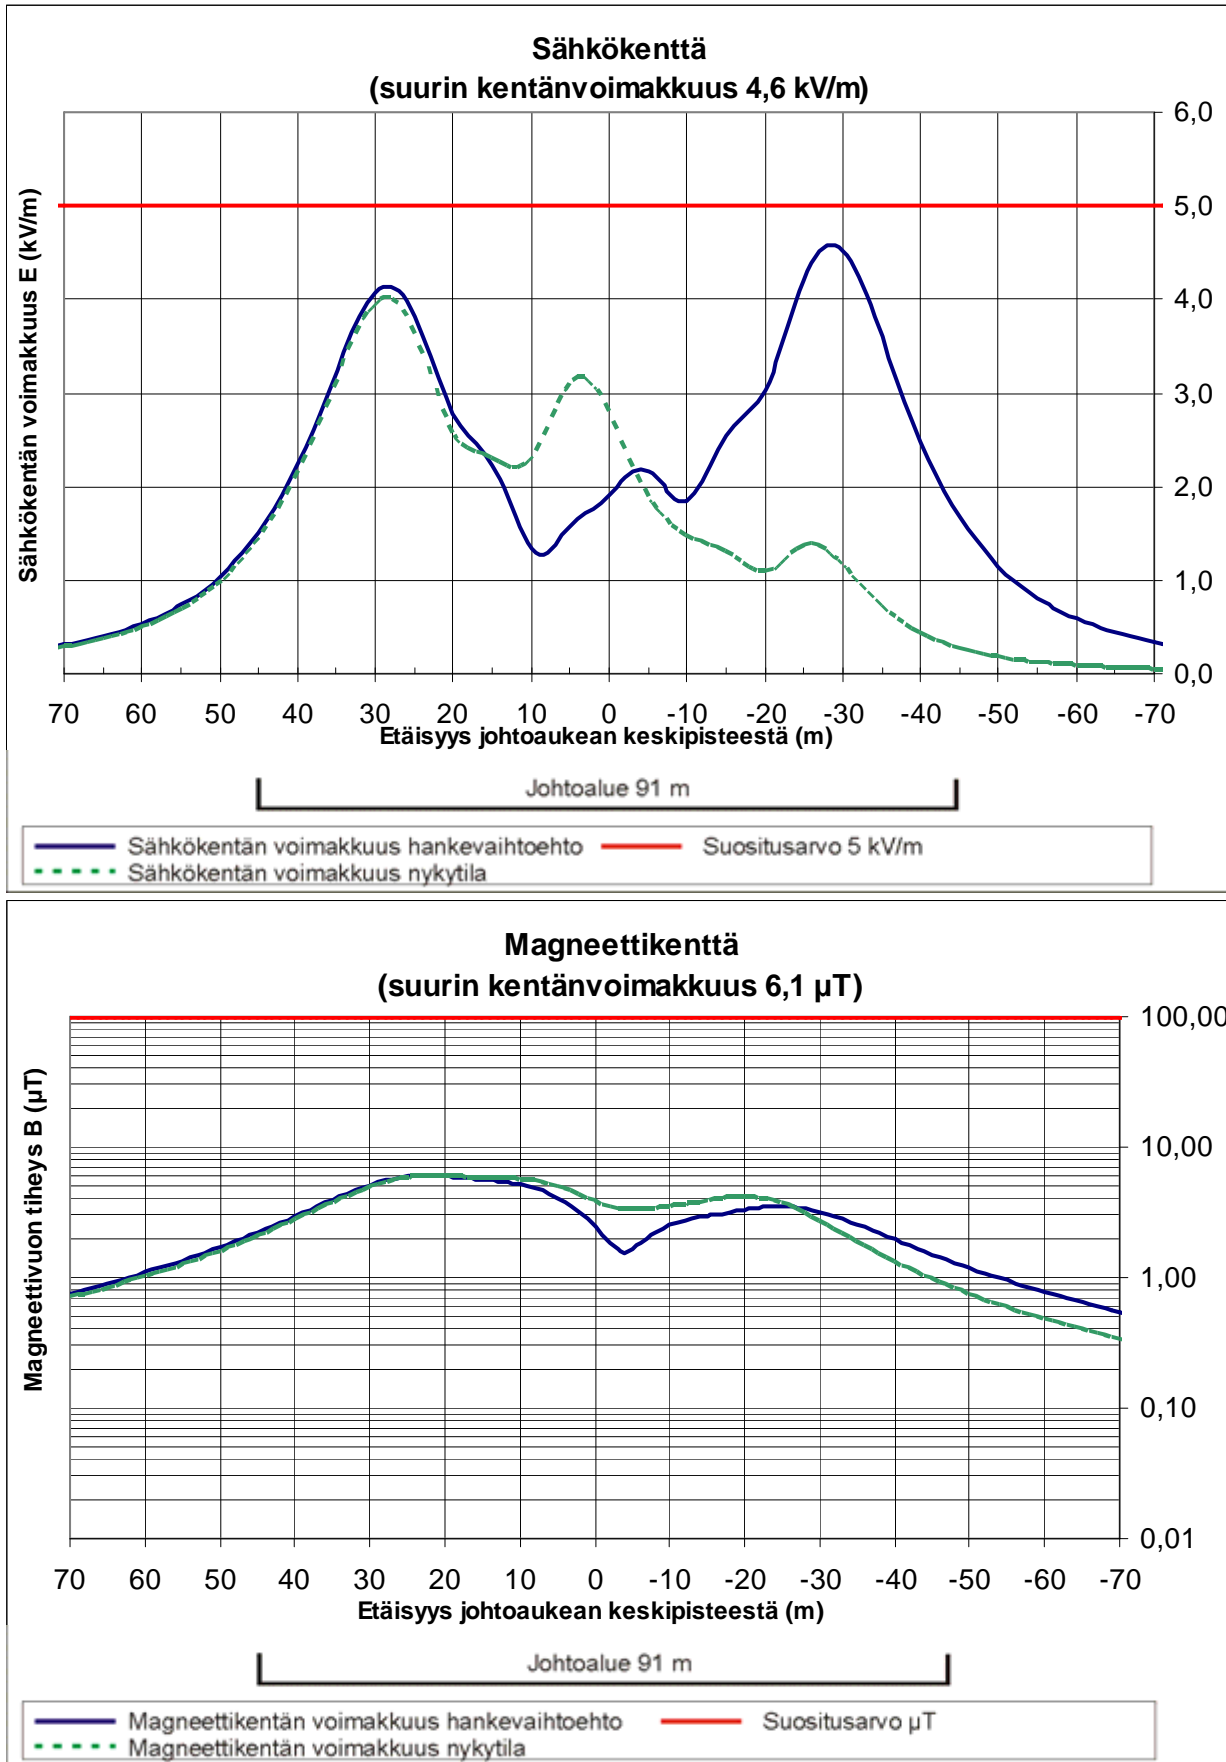 Sähkökenttä
(suurin kentänvoimakkuus 4,6 kV/m)
6,0
5,0
4,0
3,0
2,0
1,0
0,0
Sähkökentän voimakkuus E (kV/m)
70 60 50 40 30 20 10 0 -10 -20 -30 -40 -50 -60 -70
Etäisyys johtoaukean keskipisteestä (m)
Johtoalue 91 m
Sähkökentän voimakkuus hankevaihtoehto Suositusarvo 5 kV/m
Sähkökentän voimakkuus nykytila
Magneettikenttä
(suurin kentänvoimakkuus 6,1 µT)
100,00
10,00
1,00
0,10
0,01
Magneettivuon tiheys B (µT)
70 60 50 40 30 20 10 0 -10 -20 -30 -40 -50 -60 -70
Etäisyys johtoaukean keskipisteestä (m)
Johtoalue 91 m
Magneettikentän voimakkuus hankevaihtoehto Suositusarvo µT
Magneettikentän voimakkuus nykytila